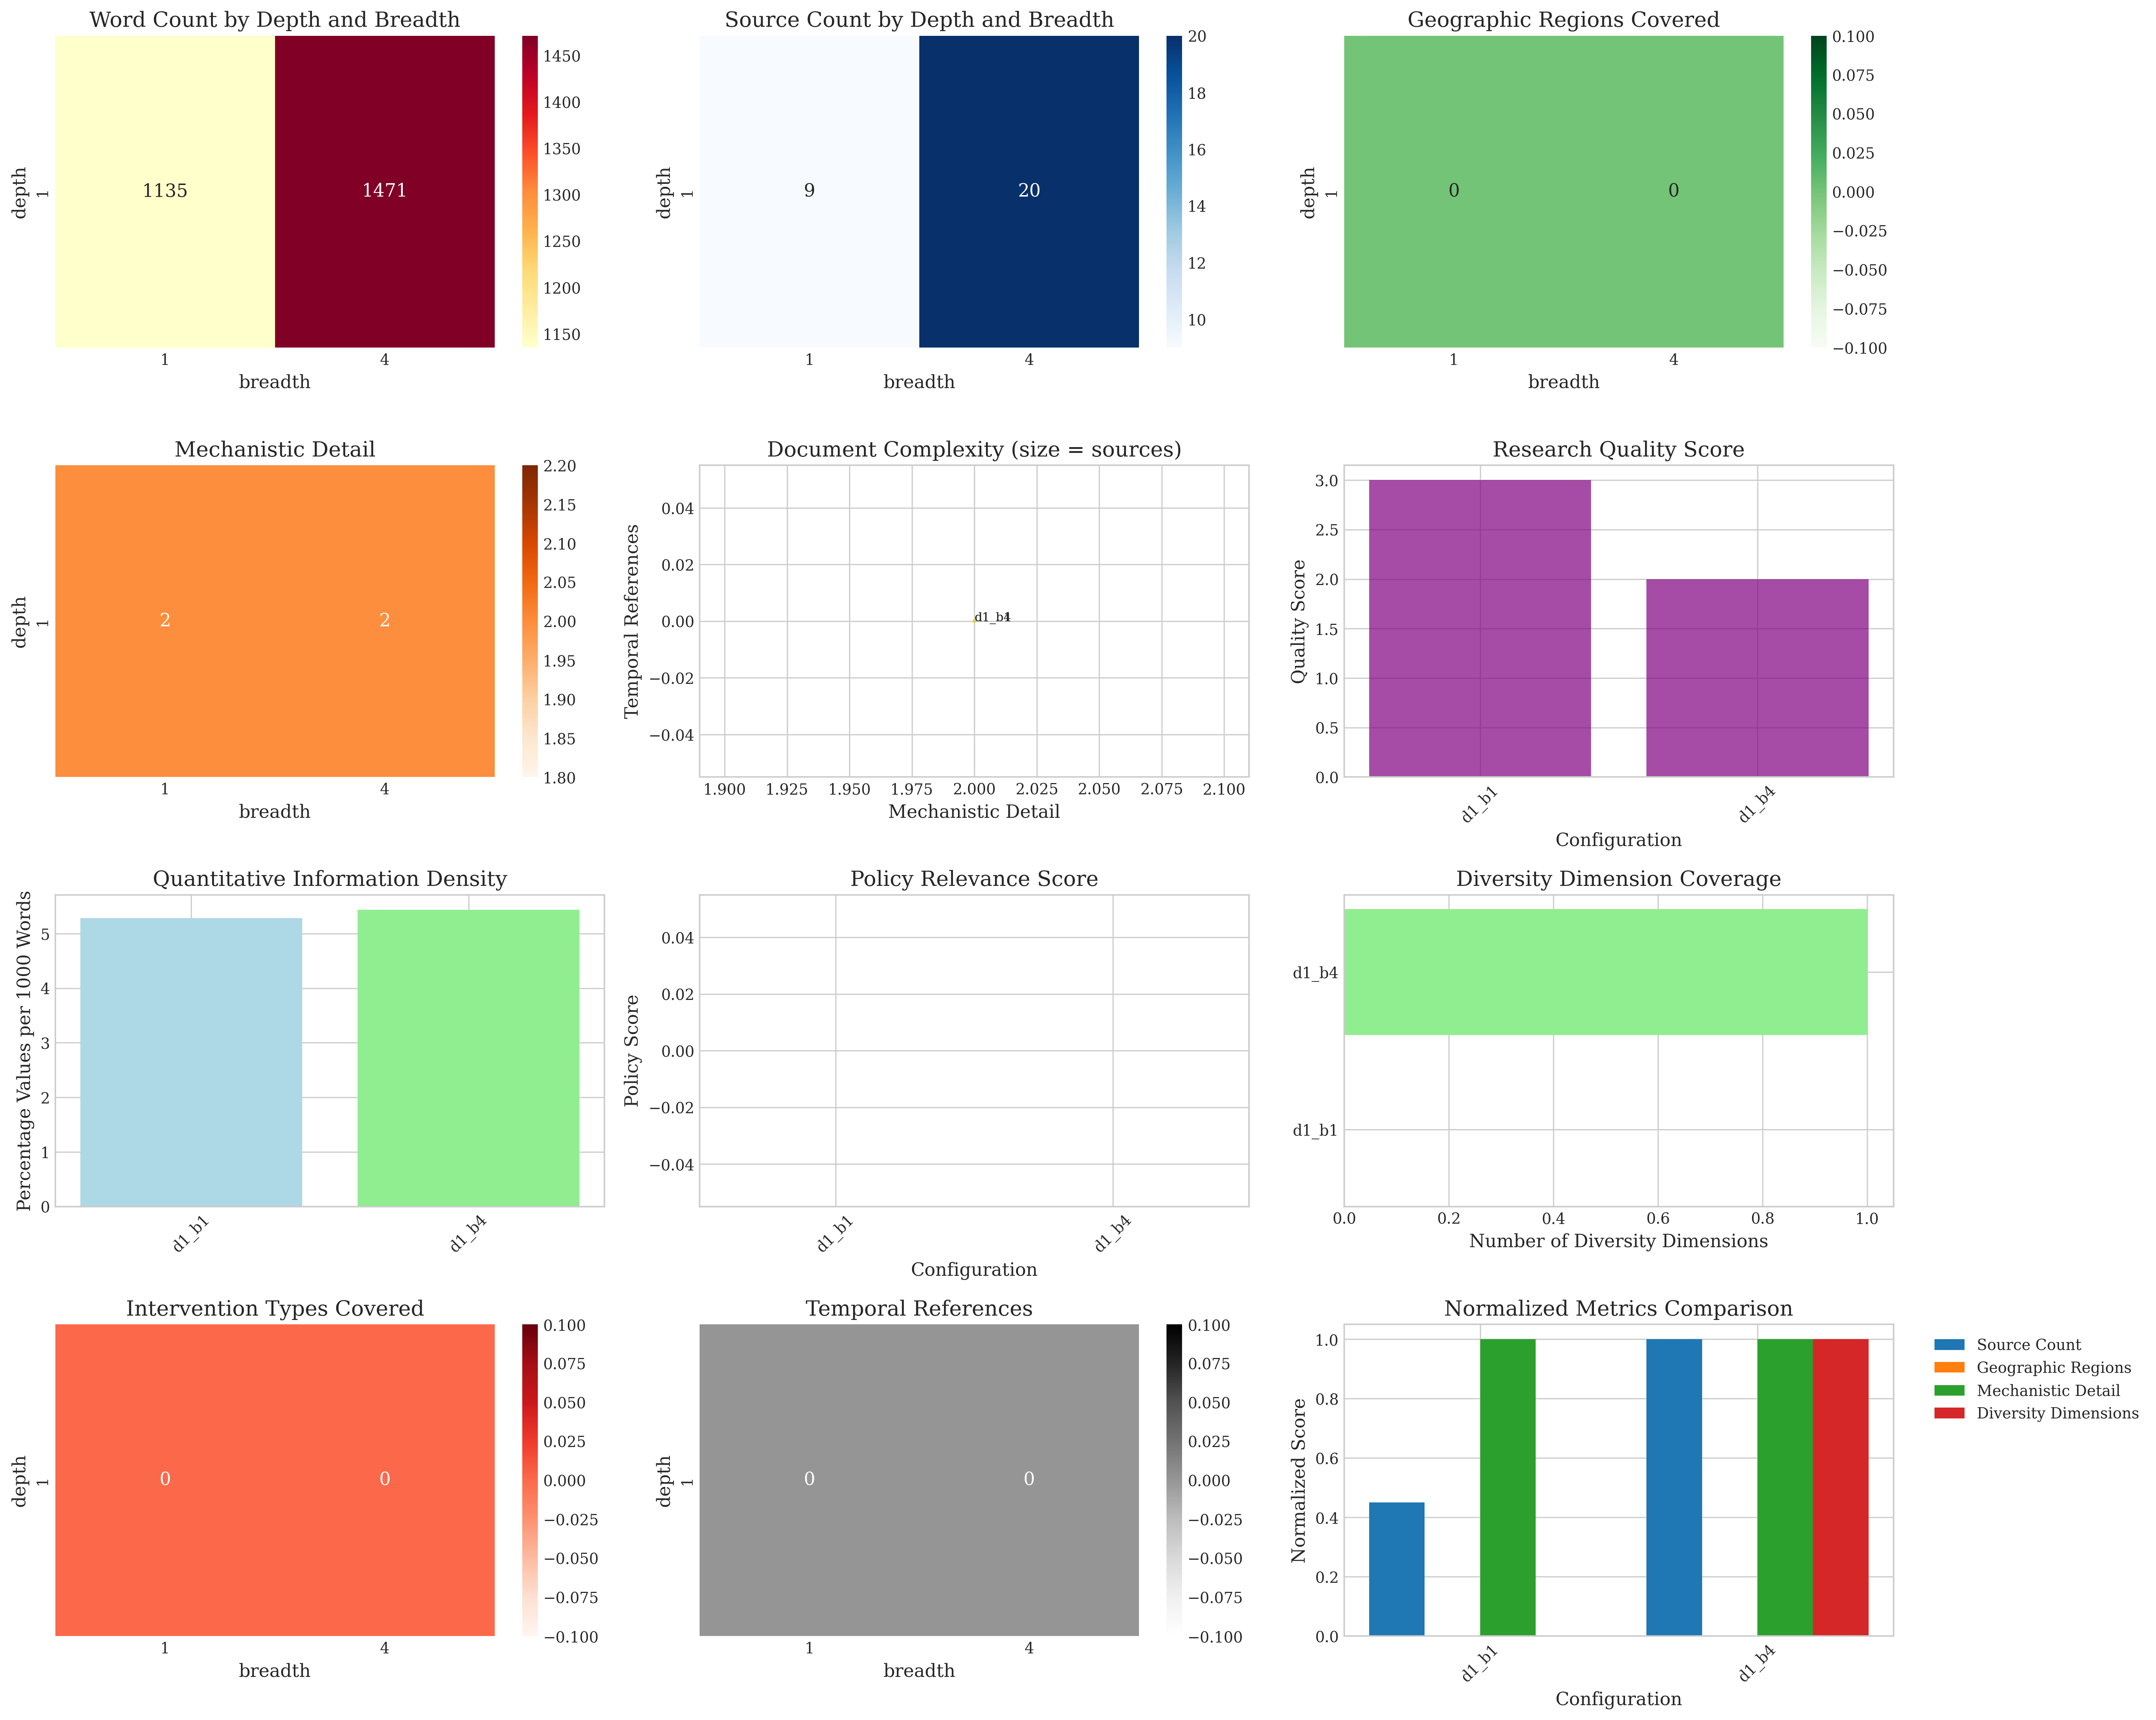 Word Count by Depth and Breadth
depth
1
1135
1471
1
4
breadth
1450
1400
1350
1300
1250
1200
1150
Source Count by Depth and Breadth
depth
1
9
20
1
4
breadth
20
18
16
14
12
10
Geographic Regions Covered
depth
1
0
0
1
4
breadth
0.100
0.075
0.050
0.025
0.000
−0.025
−0.050
−0.075
−0.100
Mechanistic Detail
depth
1
2
2
1
4
breadth
2.20
2.15
2.10
2.05
2.00
1.95
1.90
1.85
1.80
Document Complexity (size = sources)
Temporal References
0.04
0.02
0.00
−0.02
−0.04
1.900
1.925
1.950
1.975
2.000
2.025
2.050
2.075
2.100
Mechanistic Detail
Research Quality Score
Quality Score
3.0
2.5
2.0
1.5
1.0
0.5
0.0
d1_b1
d1_b4
Configuration
Quantitative Information Density
Percentage Values per 1000 Words
5
4
3
2
1
0
d1_b1
d1_b4
Policy Relevance Score
Policy Score
0.04
0.02
0.00
−0.02
−0.04
d1_b1
d1_b4
Configuration
Diversity Dimension Coverage
d1_b4
d1_b1
0.0
0.2
0.4
0.6
0.8
1.0
Number of Diversity Dimensions
Intervention Types Covered
depth
1
0
0
1
4
breadth
0.100
0.075
0.050
0.025
0.000
−0.025
−0.050
−0.075
−0.100
Temporal References
depth
1
0
0
1
4
breadth
0.100
0.075
0.050
0.025
0.000
−0.025
−0.050
−0.075
−0.100
Normalized Metrics Comparison
Normalized Score
1.0
0.8
0.6
0.4
0.2
0.0
d1_b1
d1_b4
Configuration
Source Count
Geographic Regions
Mechanistic Detail
Diversity Dimensions